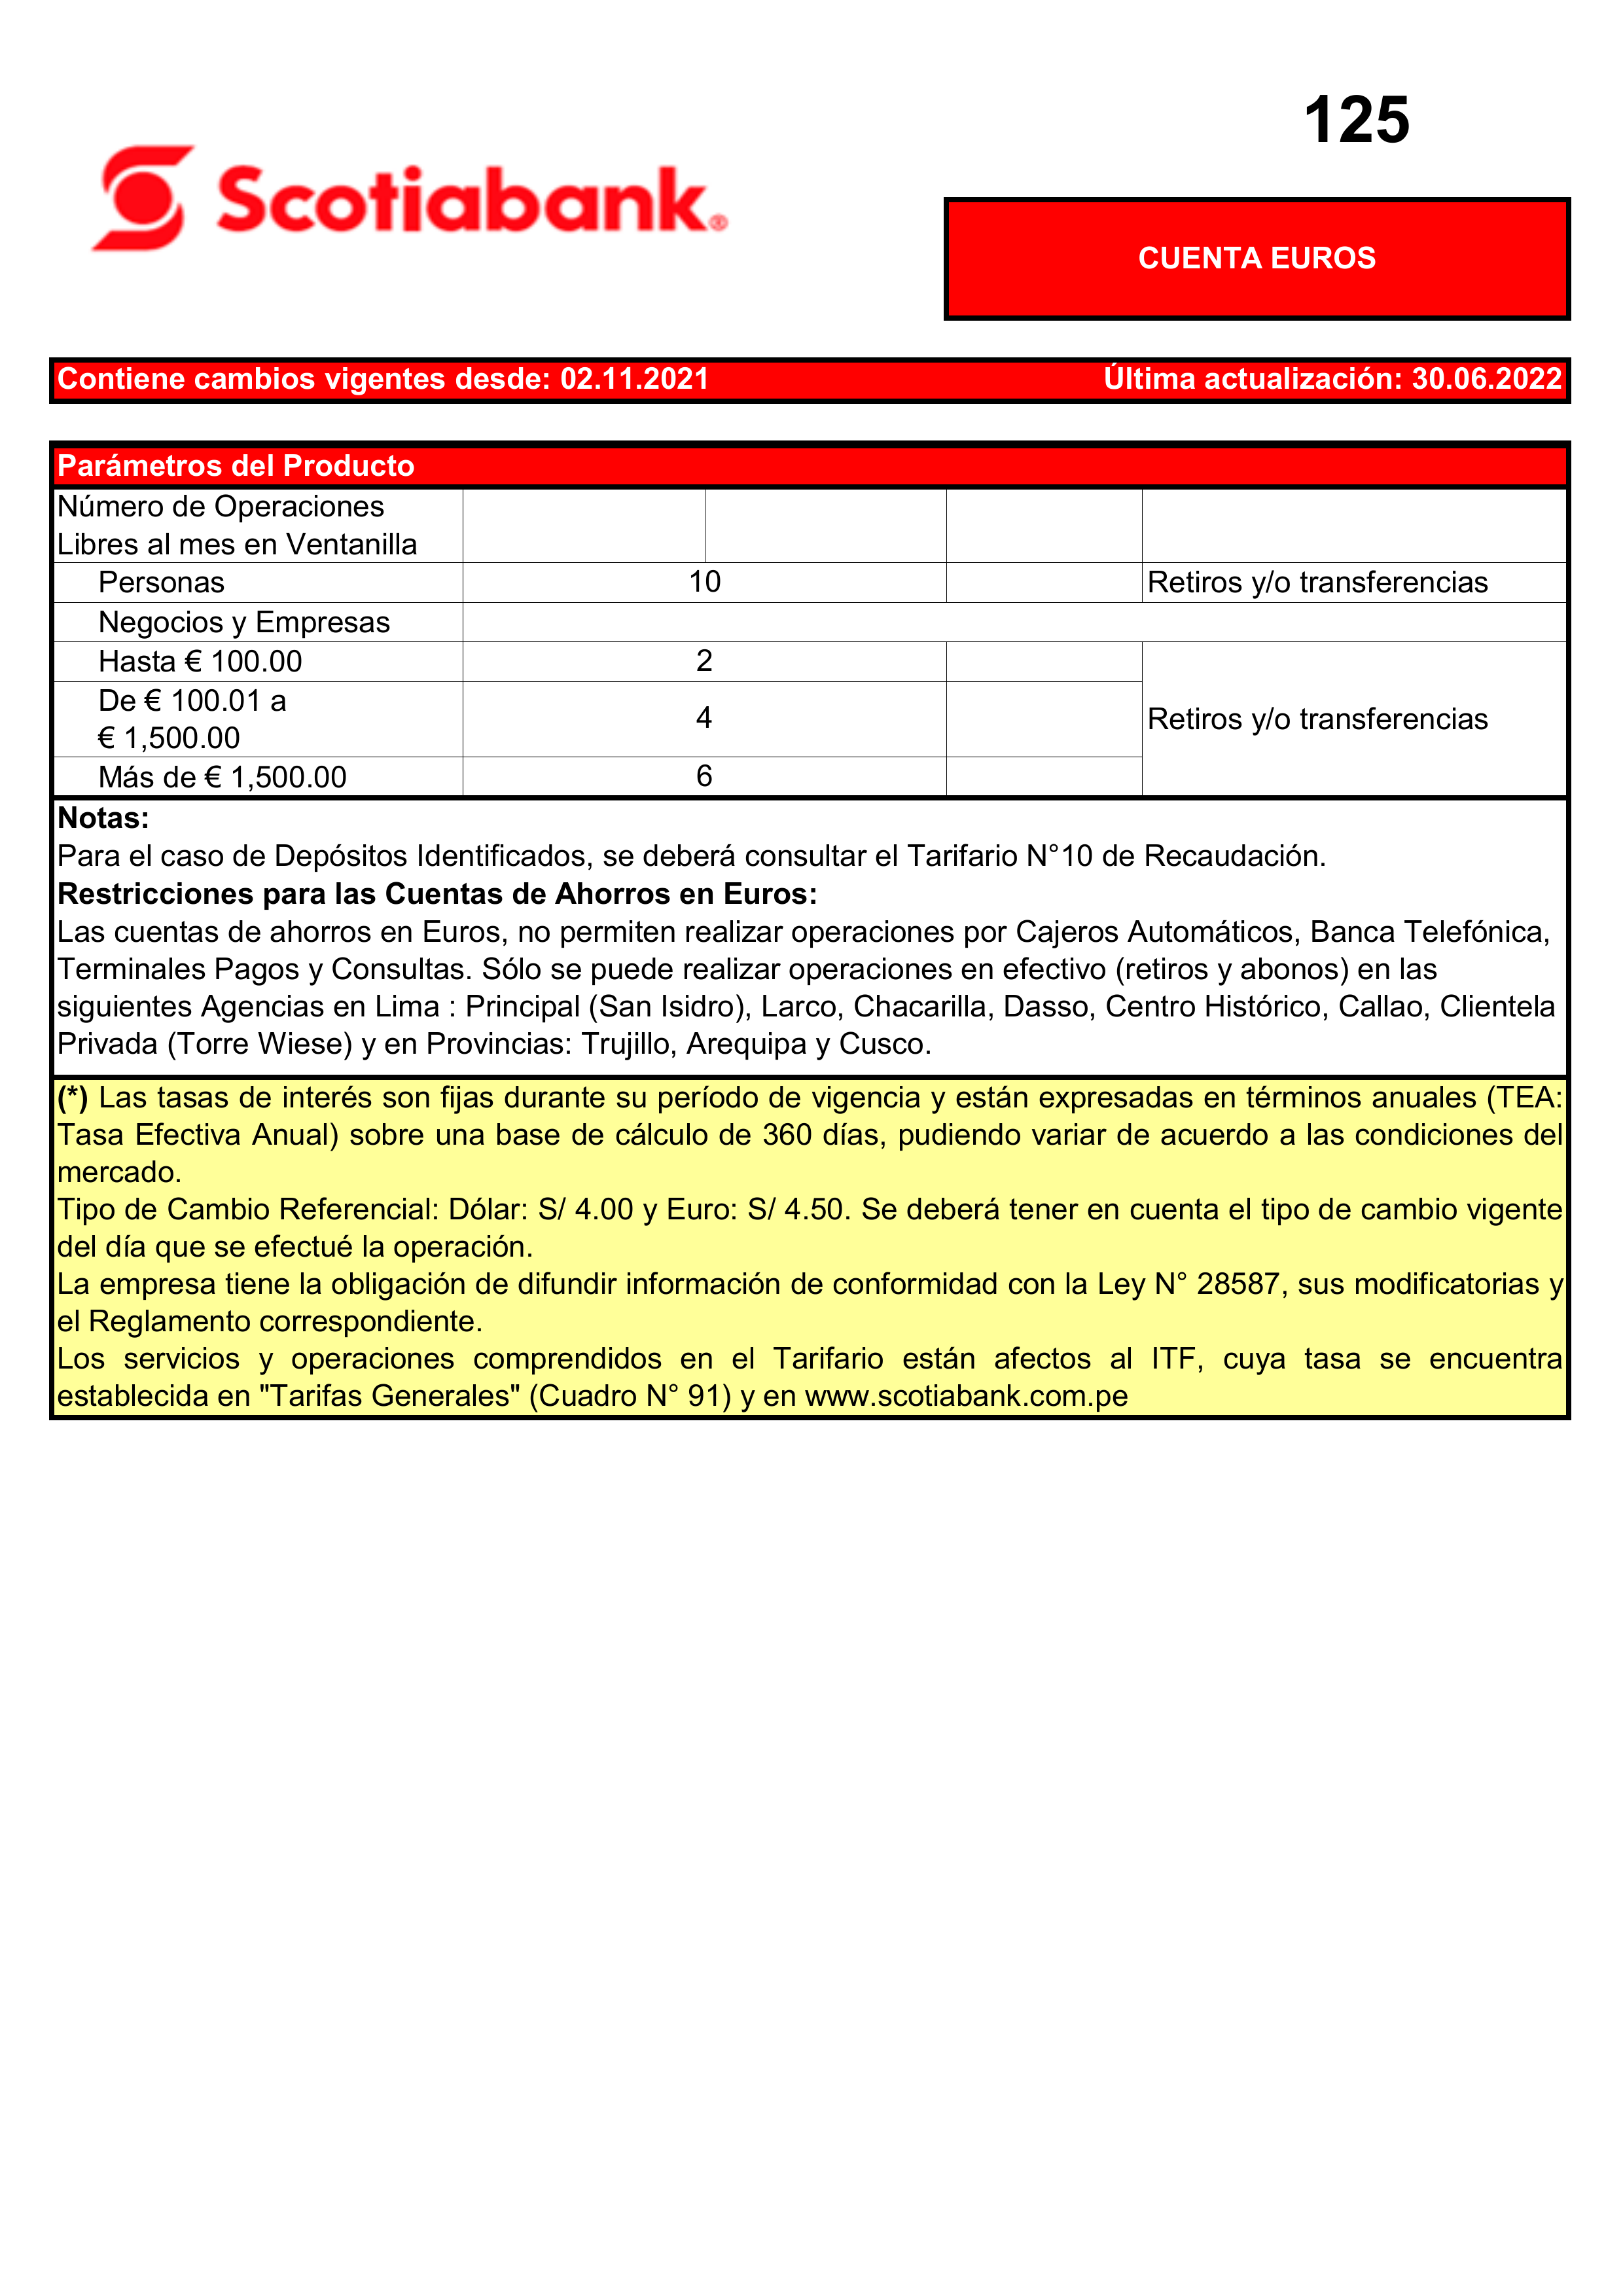 125
Scotiabank®
CUENTA EUROS
Contiene cambios vigentes desde: 02.11.2021 Última actualización: 30.06.2022
Parámetros del Producto
Número de Operaciones
Libres al mes en Ventanilla
Personas 10 Retiros y/o transferencias
Negocios y Empresas
Hasta € 100.00 2
De € 100.01 a
€ 1,500.00 4 Retiros y/o transferencias
Más de € 1,500.00 6
Notas:
Para el caso de Depósitos Identificados, se deberá consultar el Tarifario N°10 de Recaudación.
Restricciones para las Cuentas de Ahorros en Euros:
Las cuentas de ahorros en Euros, no permiten realizar operaciones por Cajeros Automáticos, Banca Telefónica,
Terminales Pagos y Consultas. Sólo se puede realizar operaciones en efectivo (retiros y abonos) en las
siguientes Agencias en Lima : Principal (San Isidro), Larco, Chacarilla, Dasso, Centro Histórico, Callao, Clientela
Privada (Torre Wiese) y en Provincias: Trujillo, Arequipa y Cusco.
(*) Las tasas de interés son fijas durante su período de vigencia y están expresadas en términos anuales (TEA:
Tasa Efectiva Anual) sobre una base de cálculo de 360 días, pudiendo variar de acuerdo a las condiciones del
mercado.
Tipo de Cambio Referencial: Dólar: S/ 4.00 y Euro: S/ 4.50. Se deberá tener en cuenta el tipo de cambio vigente
del día que se efectué la operación.
La empresa tiene la obligación de difundir información de conformidad con la Ley N° 28587, sus modificatorias y
el Reglamento correspondiente.
Los servicios y operaciones comprendidos en el Tarifario están afectos al ITF, cuya tasa se encuentra
establecida en "Tarifas Generales" (Cuadro N° 91) y en www.scotiabank.com.pe